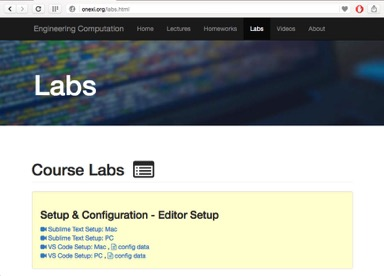 onexi.org/labs.html
Engineering Computation Home Lectures Homeworks Labs Videos About
Labs
Course Labs
Setup & Configuration - Editor Setup
Sublime Text Setup: Mac
Sublime Text Setup: PC
VS Code Setup: Mac , config data
VS Code Setup: PC , config data